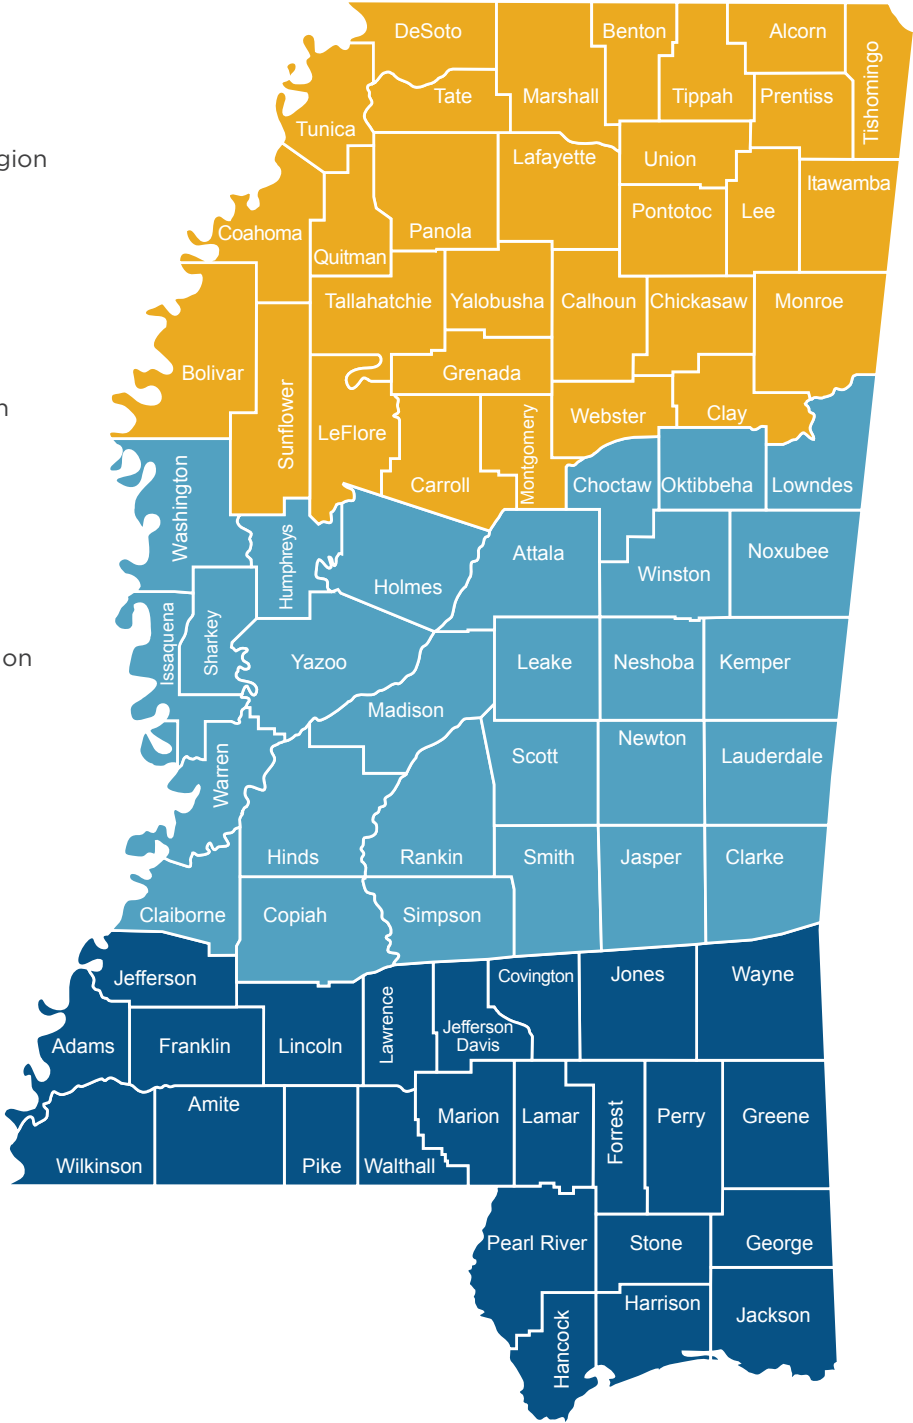 DeSoto
Benton
Alcorn
Tishomingo
Tate
Marshall
Tippah
Prentiss
Tunica
gion
Lafayette
Union
Itawamba
Pontotoc
Lee
Coahoma
Panola
Quitman
Tallahatchie
Yalobusha
Calhoun
Chickasaw
Monroe
Bolivar
Grenada
n
Sunflower
LeFlore
Webster
Clay
Montgomery
Carroll
Choctaw
Oktibbeha
Lowndes
Washington
Humphreys
Attala
Noxubee
Holmes
Winston
Issaquena
Sharkey
on
Yazoo
Leake
Neshoba
Kemper
Madison
Warren
Scott
Newton
Lauderdale
Hinds
Rankin
Smith
Jasper
Clarke
Claiborne
Copiah
Simpson
Jefferson
Covington
Jones
Wayne
Adams
Franklin
Lincoln
Lawrence
Jefferson
Davis
Amite
Marion
Lamar
Forrest
Perry
Greene
Wilkinson
Pike
Walthall
Pearl River
Stone
George
Hancock
Harrison
Jackson